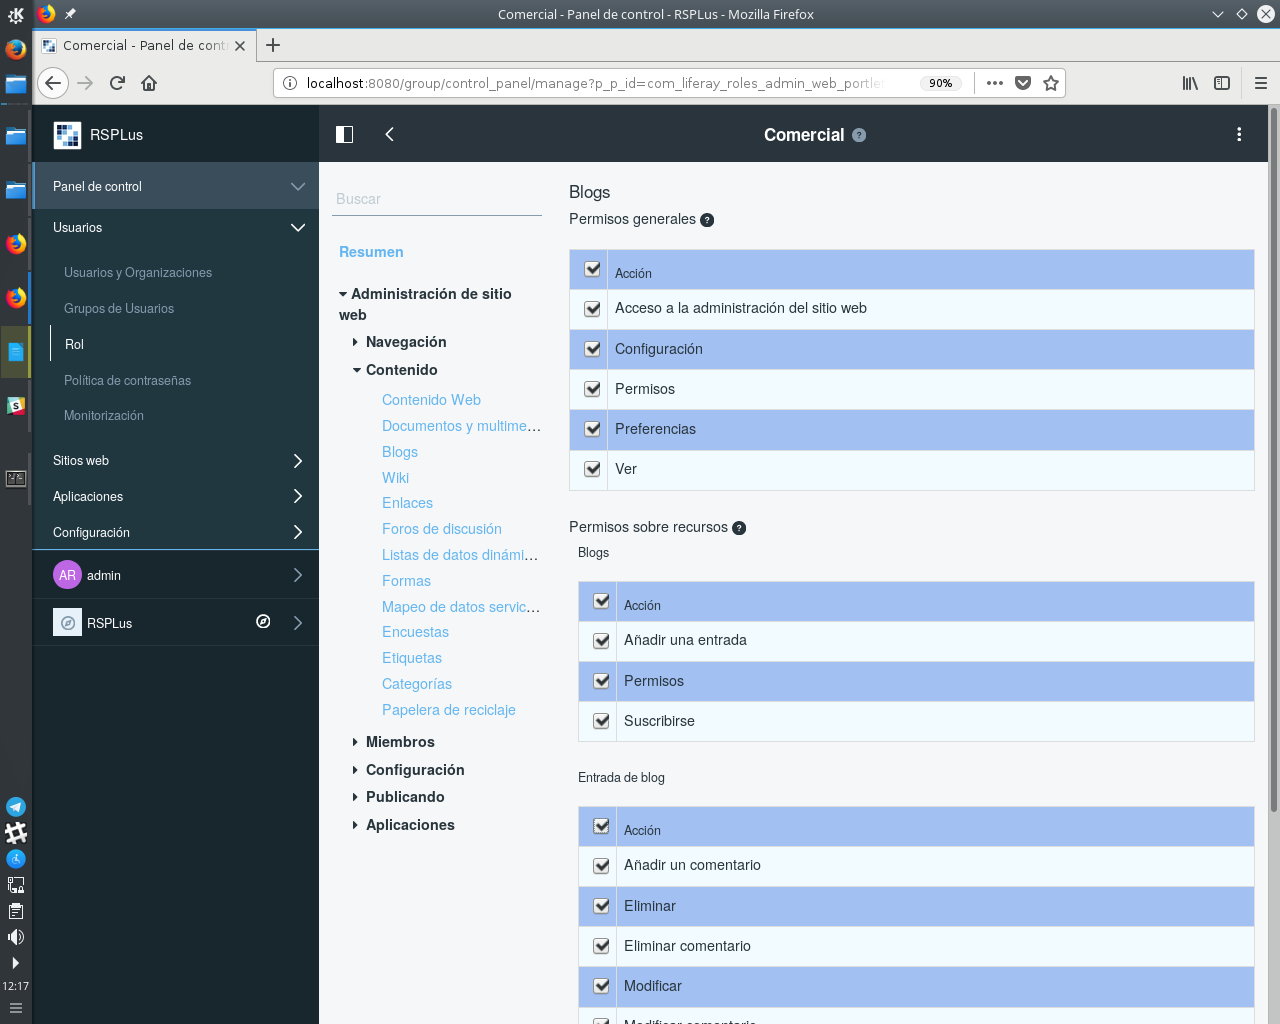 Comercial - Panel de control - RSPLus - Mozilla Firefox
Comercial - Panel de cont
localhost:8080/group/control_panel/manage?p_p_id=com_liferay_roles_admin_web_portlet
90%
RSPLus
Comercial
Panel de control
Usuarios
Usuarios y Organizaciones
Grupos de Usuarios
Rol
Política de contraseñas
Monitorización
Sitios web
Aplicaciones
Configuración
AR admin
RSPLus
12:17
Buscar
Resumen
Administración de sitio
web
Navegación
Contenido
Contenido Web
Documentos y multime...
Blogs
Wiki
Enlaces
Foros de discusión
Listas de datos dinámi...
Formas
Mapeo de datos servic...
Encuestas
Etiquetas
Categorías
Papelera de reciclaje
Miembros
Configuración
Publicando
Aplicaciones
Blogs
Permisos generales ?
Acción
Acceso a la administración del sitio web
Configuración
Permisos
Preferencias
Ver
Permisos sobre recursos ?
Blogs
Acción
Añadir una entrada
Permisos
Suscribirse
Entrada de blog
Acción
Añadir un comentario
Eliminar
Eliminar comentario
Modificar
Modificar comentario